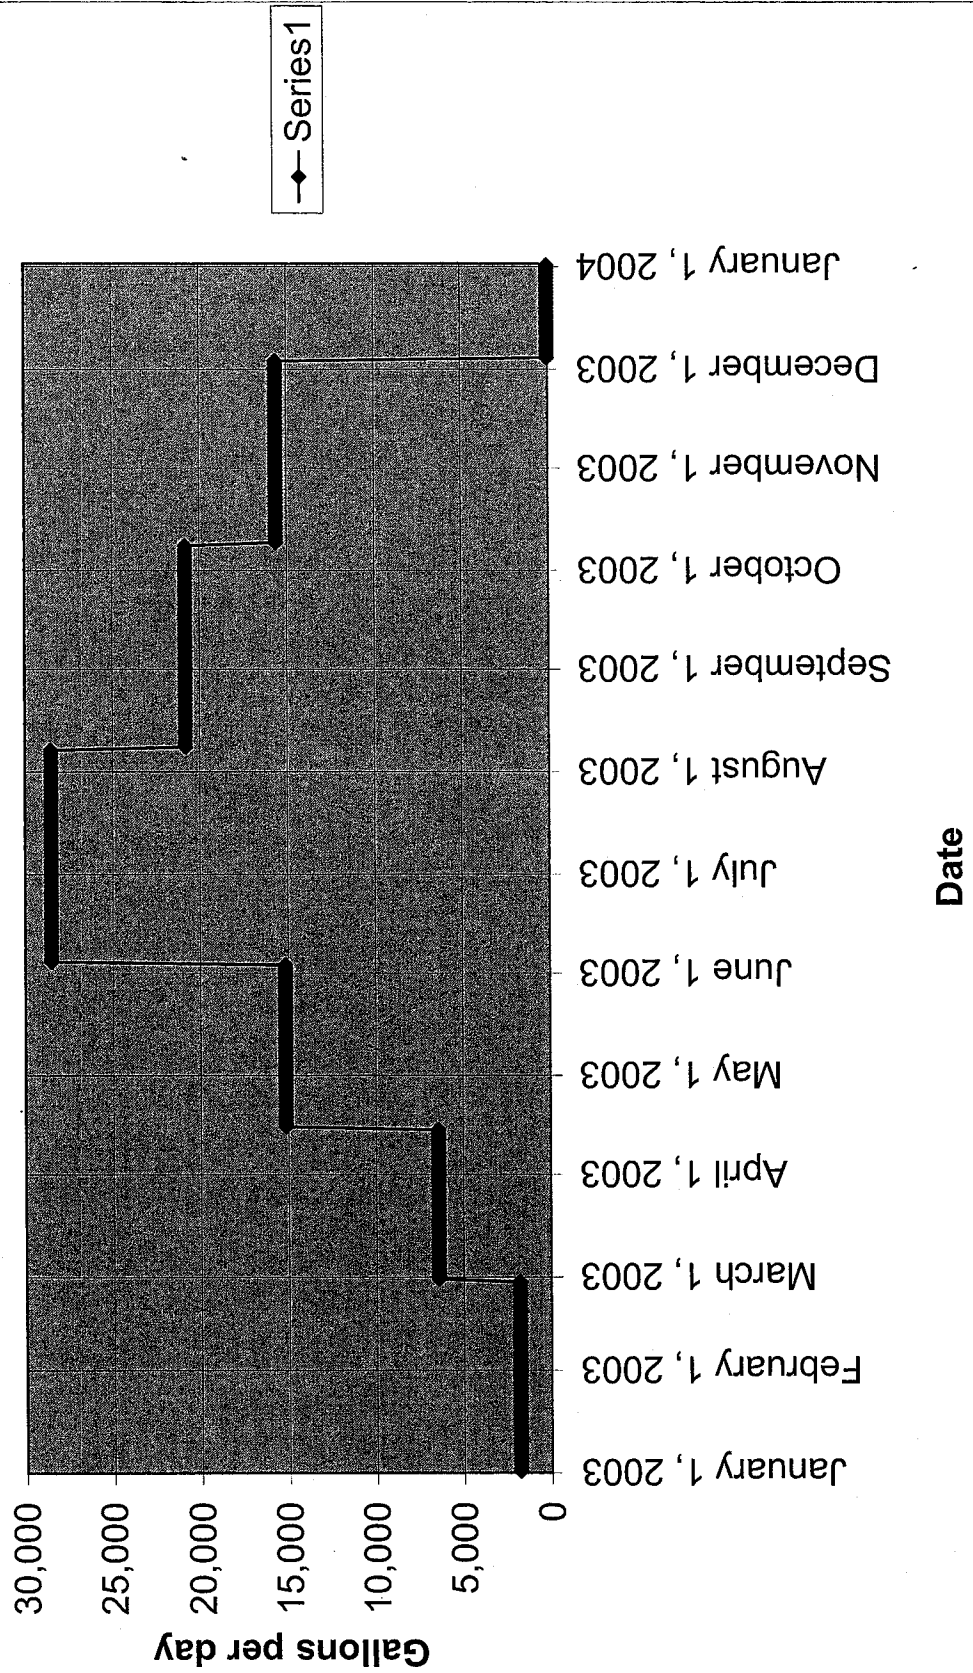 Gallons per day
30,000
25,000
20,000
15,000
10,000
5,000
0
January 1, 2003
February 1, 2003
March 1, 2003
April 1, 2003
May 1, 2003
June 1, 2003
July 1, 2003
August 1, 2003
September 1, 2003
October 1, 2003
November 1, 2003
December 1, 2003
January 1, 2004
Date
Series1